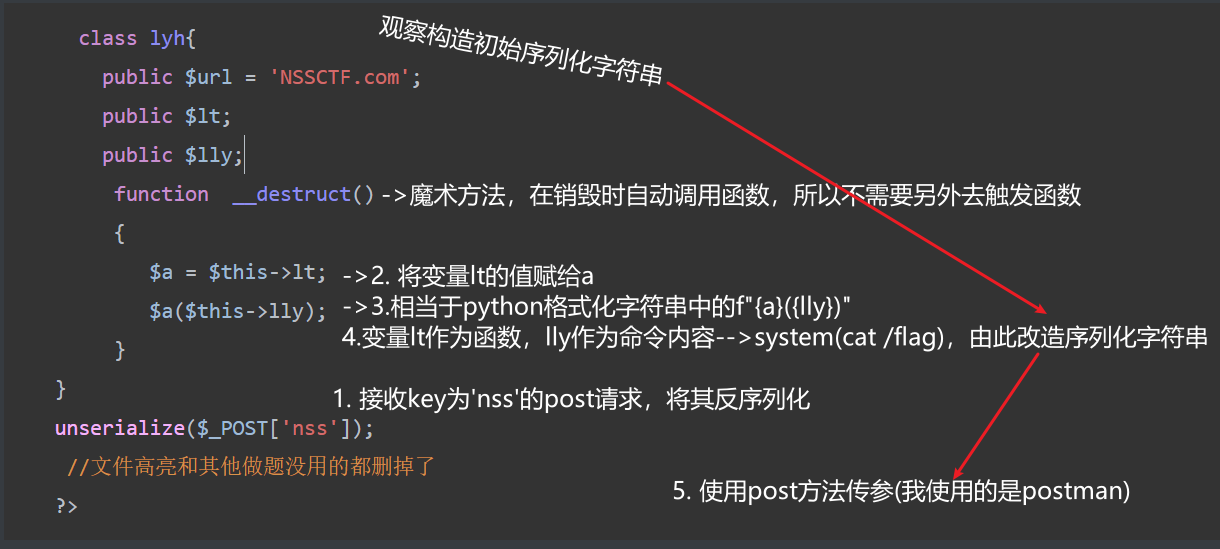 class lyh{
观察构造初始序列化字符串
public $url = 'NSSCTF.com';
public $lt;
public $lly;
function  __destruct() ->魔术方法，在销毁时自动调用函数，所以不需要另外去触发函数
{
$a = $this->lt; ->2. 将变量lt的值赋给a
$a($this->lly); ->3.相当于python格式化字符串中的f"{a}({lly})"
4.变量lt作为函数，lly作为命令内容-->system(cat /flag)，由此改造序列化字符串
}
}
1. 接收key为'nss'的post请求，将其反序列化
unserialize($_POST['nss']);
//文件高亮和其他做题没用的都删掉了
5. 使用post方法传参(我使用的是postman)
?>